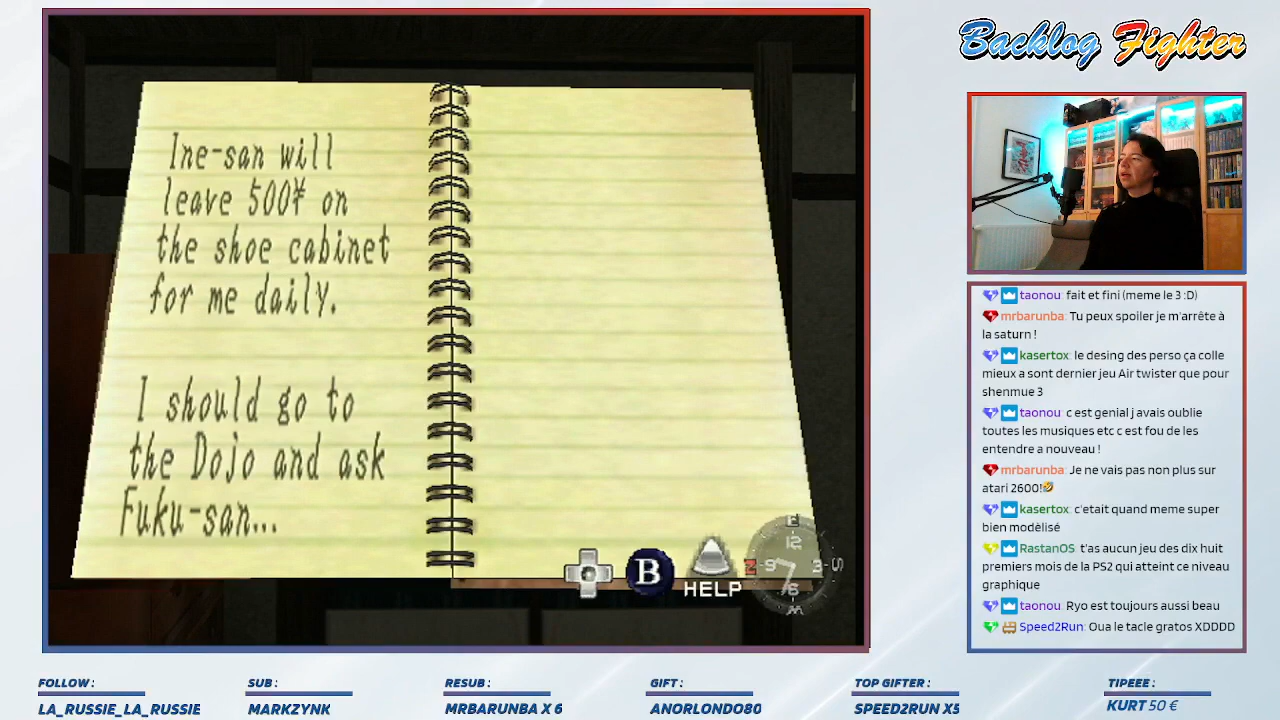 Backlog Fighter
Ine-san will
leave 500¥ on
the shoe cabinet
for me daily.
I should go to
the Dojo and ask
Fuku-san...
B
HELP
E
12
N
9
3
S
6
W
taonou: fait et fini (meme le 3 :D)
mrbarunba: Tu peux spoiler je m'arrête à
la saturn !
kasertox: le desing des perso ça colle
mieux a sont dernier jeu Air twister que pour
shenmue 3
taonou: c est genial j avais oublie
toutes les musiques etc c est fou de les
entendre a nouveau !
mrbarunba: Je ne vais pas non plus sur
atari 2600!🤣
kasertox: c'etait quand meme super
bien modèlisé
RastanOS: t'as aucun jeu des dix huit
premiers mois de la PS2 qui atteint ce niveau
graphique
taonou: Ryo est toujours aussi beau
Speed2Run: Oua le tacle gratos XDDDD
FOLLOW :
LA_RUSSIE_LA_RUSSIE
SUB :
MARKZYNK
RESUB :
MRBARUNBA X 6
GIFT :
ANORLONDO80
TOP GIFTER :
SPEED2RUN X5
TIPEEE :
KURT 50 €